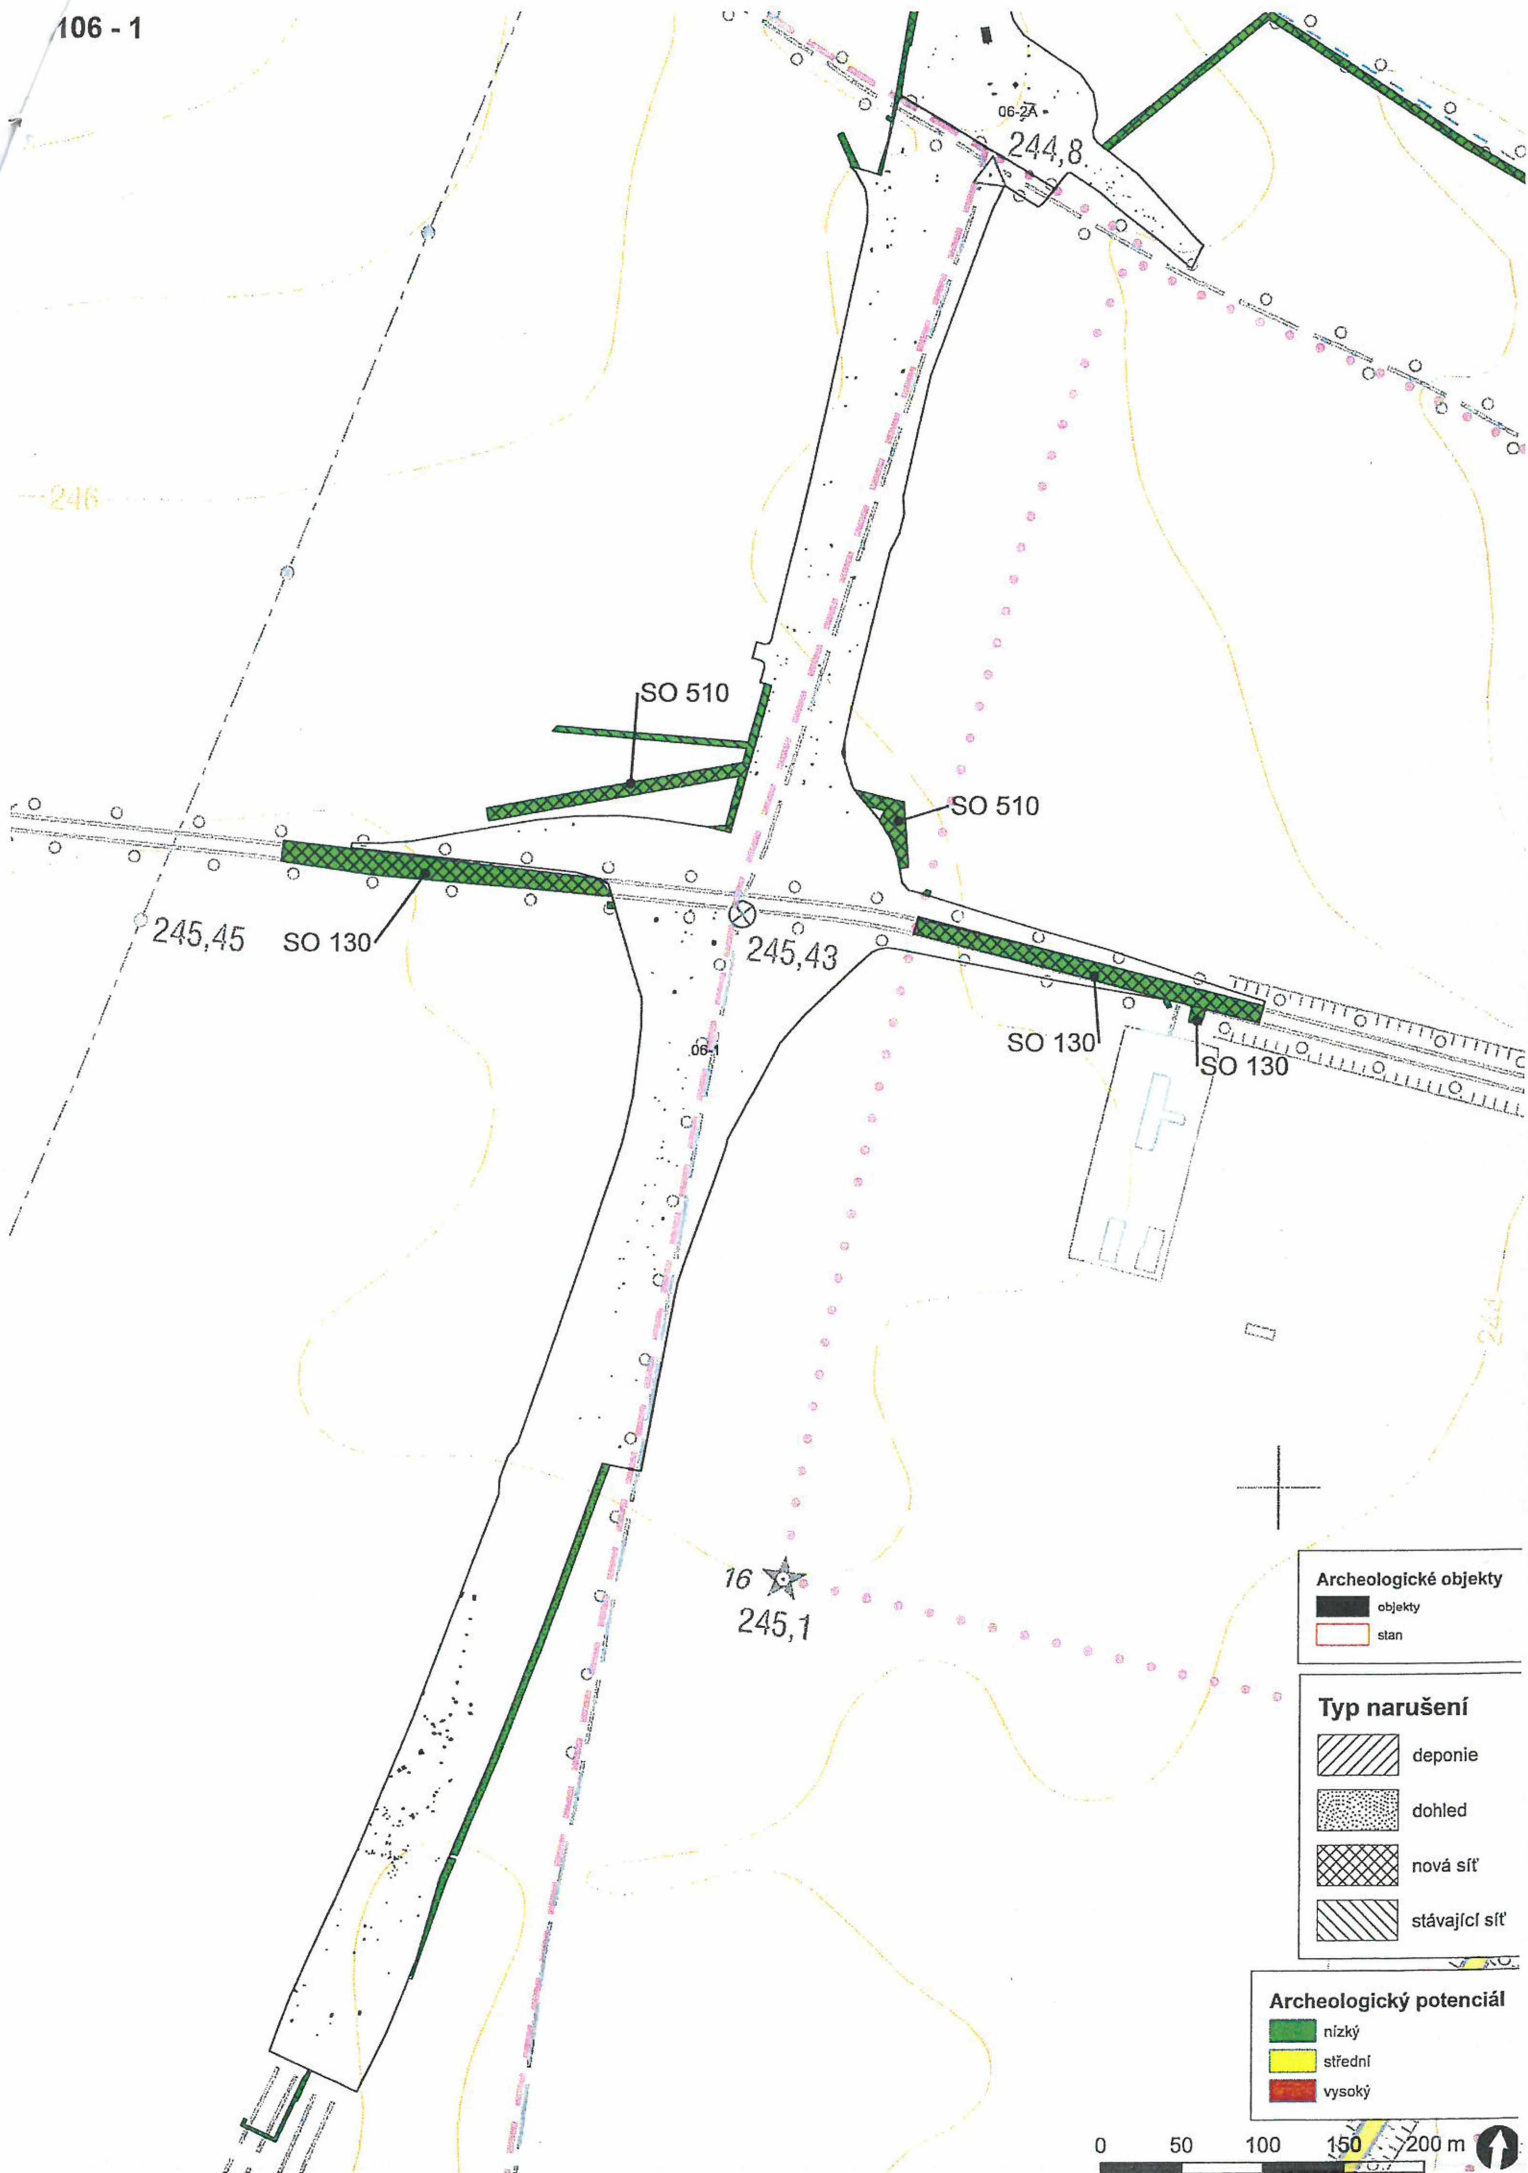 106 - 1
06-2A
244,8
246
SO 510
SO 510
245,45
SO 130
245,43
SO 130
SO 130
06-1
244
16
245,1
Archeologické objekty
objekty
stan
Typ narušení
deponie
dohled
nová síť
stávající síť
Archeologický potenciál
nízký
střední
vysoký
0 50 100 150 200 m